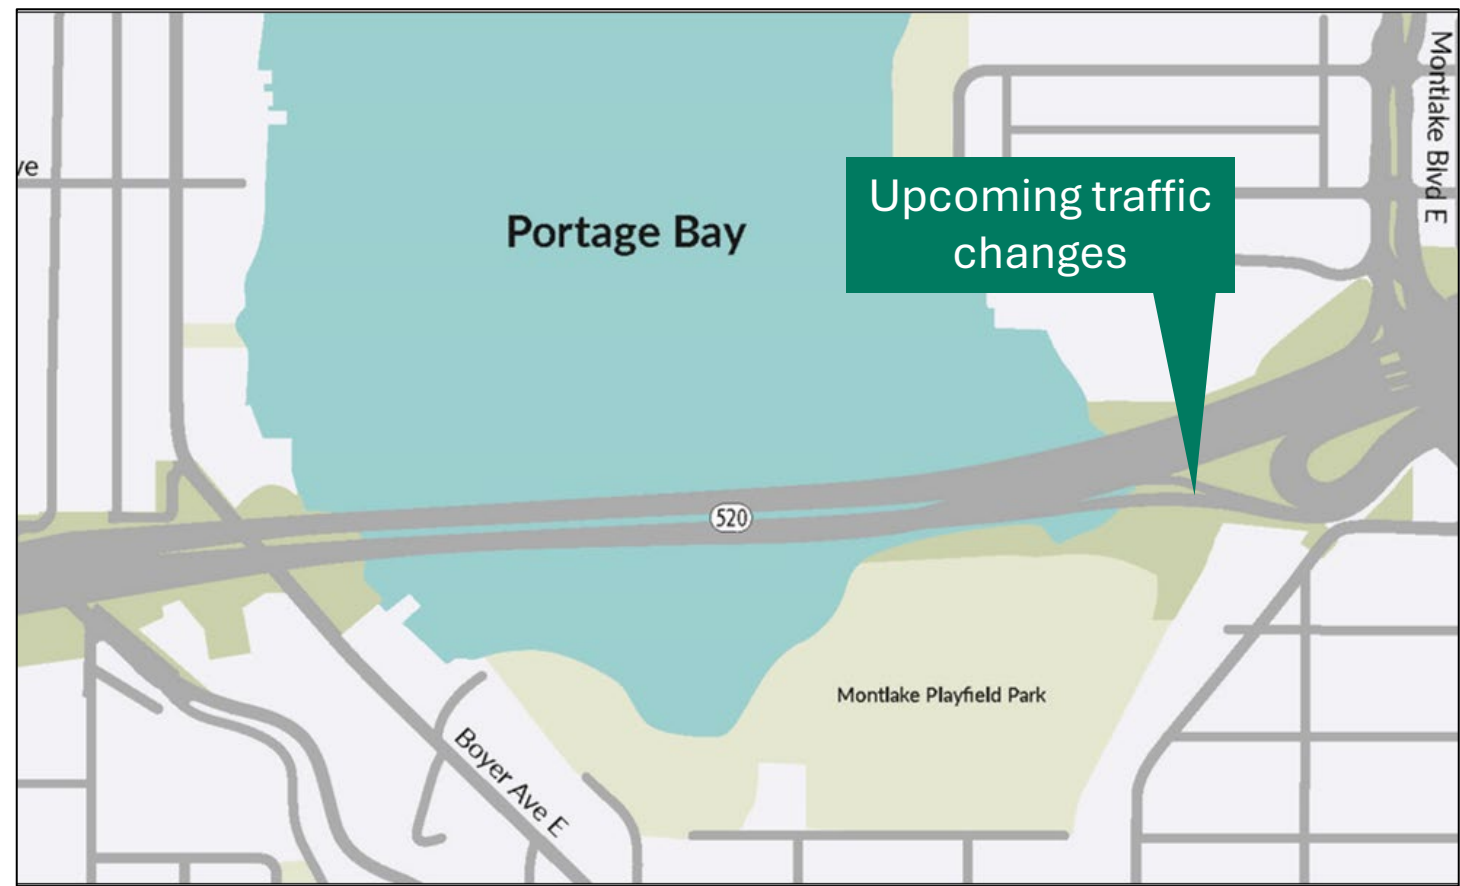 Montlake Blvd E
ve
Upcoming traffic
changes
Portage Bay
520
Montlake Playfield Park
Boyer Ave E